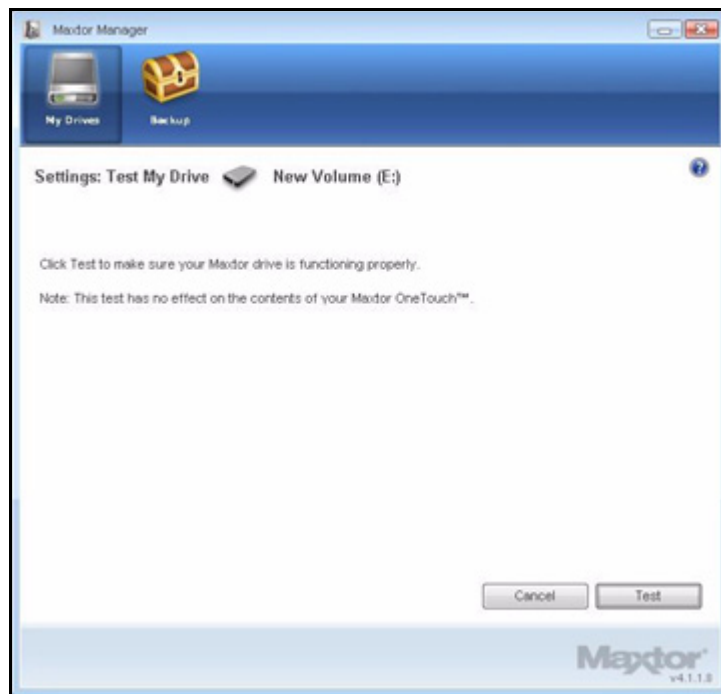 Maxtor Manager
My Drives
Backup
Settings: Test My Drive New Volume (E:)
Click Test to make sure your Maxtor drive is functioning properly.
Note: This test has no effect on the contents of your Maxtor OneTouch™.
Cancel Test
Maxtor
v4.1.1.8